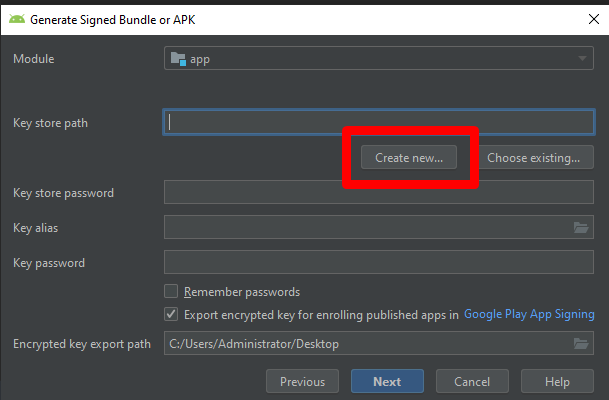 Generate Signed Bundle or APK
Module
app
Key store path
Create new...
Choose existing...
Key store password
Key alias
Key password
Remember passwords
Export encrypted key for enrolling published apps in Google Play App Signing
Encrypted key export path
C:/Users/Administrator/Desktop
Previous
Next
Cancel
Help